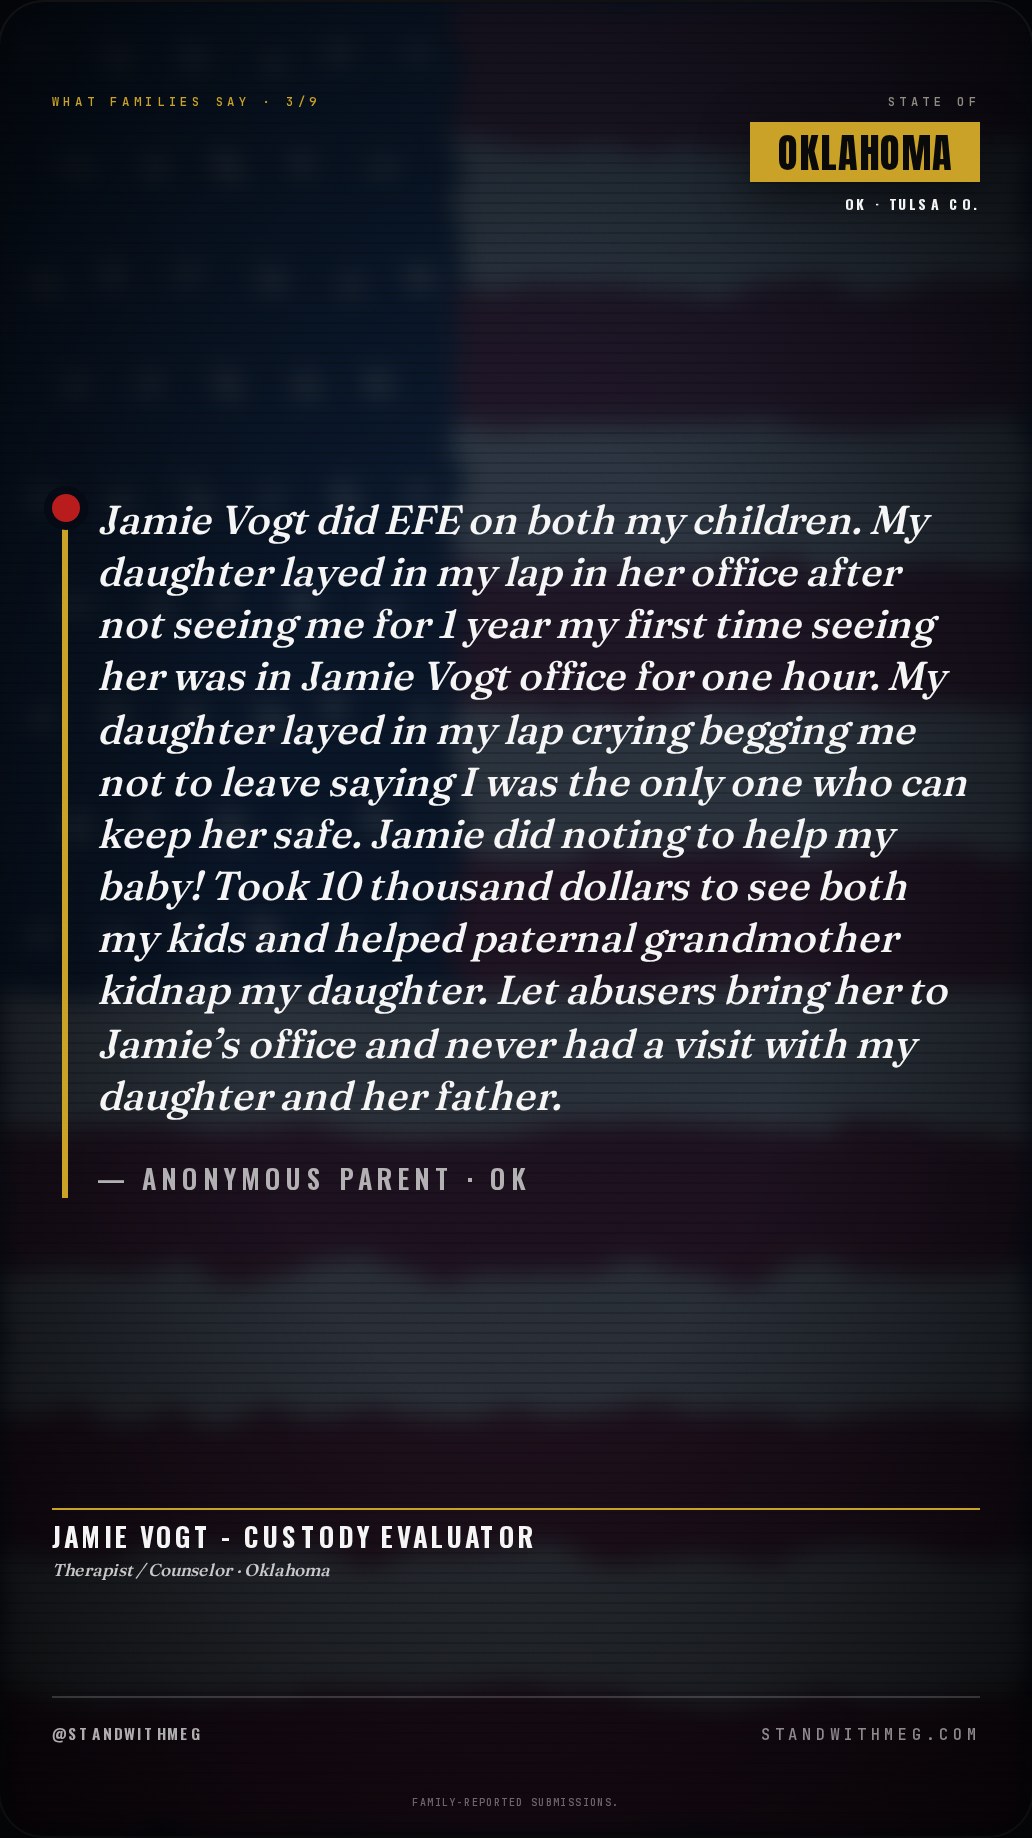 WHAT FAMILIES SAY · 3/9
STATE OF
OKLAHOMA
OK · TULSA CO.
Jamie Vogt did EFE on both my children. My
daughter layed in my lap in her office after
not seeing me for 1 year my first time seeing
her was in Jamie Vogt office for one hour. My
daughter layed in my lap crying begging me
not to leave saying I was the only one who can
keep her safe. Jamie did noting to help my
baby! Took 10 thousand dollars to see both
my kids and helped paternal grandmother
kidnap my daughter. Let abusers bring her to
Jamie’s office and never had a visit with my
daughter and her father.
— ANONYMOUS PARENT · OK
JAMIE VOGT - CUSTODY EVALUATOR
Therapist / Counselor · Oklahoma
@STANDWITHMEG
STANDWITHMEG.COM
FAMILY-REPORTED SUBMISSIONS.